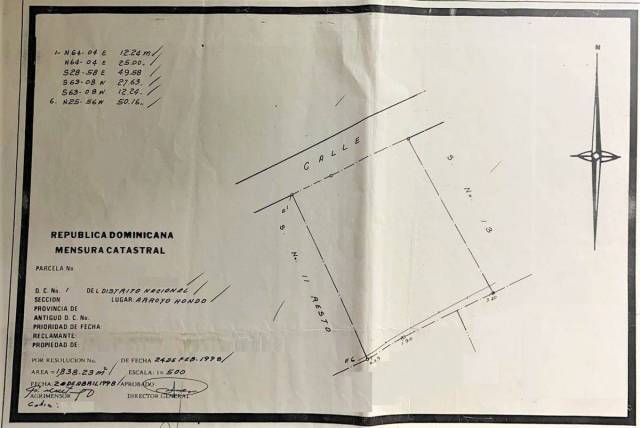 1- N64-04 E 12.24 m
N64-04 E 25.00
S28-58 E 49.58
S63-08 W 27.63
S63-08 W 12.24
6. N25-56W 50.16
N
CALLE
S. No. 13
S. No. 11 RESTO
REPUBLICA DOMINICANA
MENSURA CATASTRAL
PARCELA No
D. C. No. 1 DEL DISTRITO NACIONAL
SECCION LUGAR: ARROYO HONDO
PROVINCIA DE
ANTIGUO D. C. No.
PRIORIDAD DE FECHA:
RECLAMANTE:
PROPIEDAD DE:
POR RESOLUCION No. DE FECHA 24 DE FEB. 1998
AREA = 1838.23 m² ESCALA: 1= 500
FECHA: 20 DE ABRIL 1998 APROBADO
AGRIMENSOR DIRECTOR GENERAL